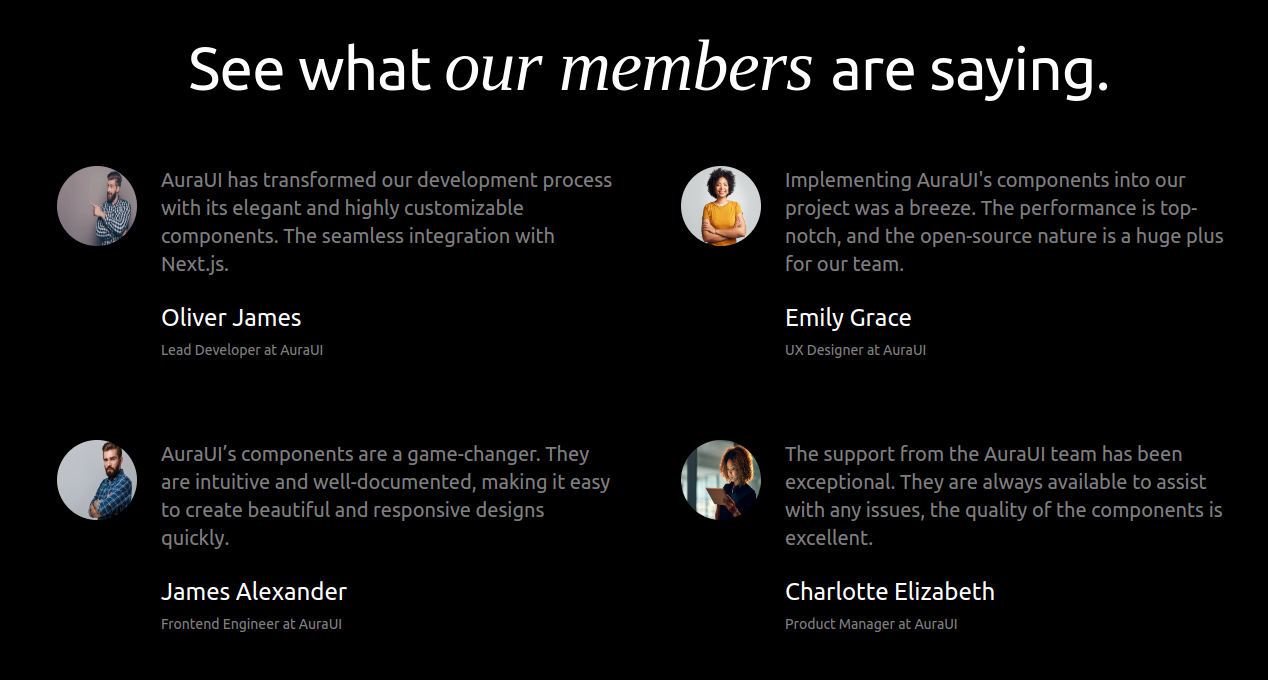 See what our members are saying.
AuraUI has transformed our development process
with its elegant and highly customizable
components. The seamless integration with
Next.js.
Oliver James
Lead Developer at AuraUI
Implementing AuraUI's components into our
project was a breeze. The performance is top-
notch, and the open-source nature is a huge plus
for our team.
Emily Grace
UX Designer at AuraUI
AuraUI’s components are a game-changer. They
are intuitive and well-documented, making it easy
to create beautiful and responsive designs
quickly.
James Alexander
Frontend Engineer at AuraUI
The support from the AuraUI team has been
exceptional. They are always available to assist
with any issues, the quality of the components is
excellent.
Charlotte Elizabeth
Product Manager at AuraUI